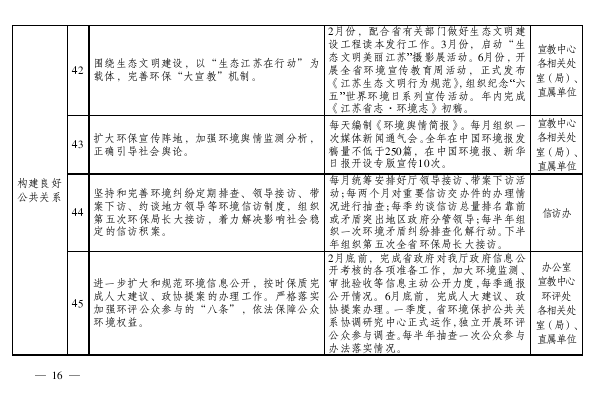 构建良好
公共关系
42
围绕生态文明建设，以“生态江苏在行动”为
载体，完善环保“大宣教”机制。
2月份，配合省有关部门做好生态文明建
设工程读本发行工作。3月份，启动“生
态文明美丽江苏”摄影展活动。6月份，开
展全省环境宣传教育周活动，正式发布
《江苏生态文明行为规范》，组织纪念“六
五”世界环境日系列宣传活动。年内完成
《江苏省志·环境志》初稿。
宣教中心
各相关处
室（局）、
直属单位
43
扩大环保宣传阵地，加强环境舆情监测分析，
正确引导社会舆论。
每天编制《环境舆情简报》。每月组织一
次媒体新闻通气会。全年在中国环境报发
稿量不低于250篇，在中国环境报、新华
日报开设专版宣传10次。
宣教中心
各相关处
室（局）、
直属单位
44
坚持和完善环境纠纷定期排查、领导接访、带
案下访、约谈地方领导等环境信访制度，组织
第五次环保局长大接访，着力解决影响社会稳
定的信访积案。
每月统筹安排好厅领导接访、带案下访活
动；每两个月对重要信访交办件的办理情
况进行抽查；每季约谈信访总量排名靠前
或矛盾突出地区政府分管领导；每半年组
织一次环境矛盾纠纷排查化解行动。下半
年组织第五次全省环保局长大接访。
信访办
45
进一步扩大和规范环境信息公开，按时保质完
成人大建议、政协提案的办理工作。严格落实
加强环评公众参与的“八条”，依法保障公众
环境权益。
2月底前，完成省政府对我厅政府信息公
开考核的各项准备工作，加大环境监测、
审批验收等信息主动公开力度，每季通报
公开情况。6月底前，完成人大建议、政
协提案办理。一季度，省环境保护公共关
系协调研究中心正式运作，独立开展环评
公众参与调查。每半年抽查一次公众参与
办法落实情况。
办公室
宣教中心
环评处
各相关处
室（局）、
直属单位
— 16 —